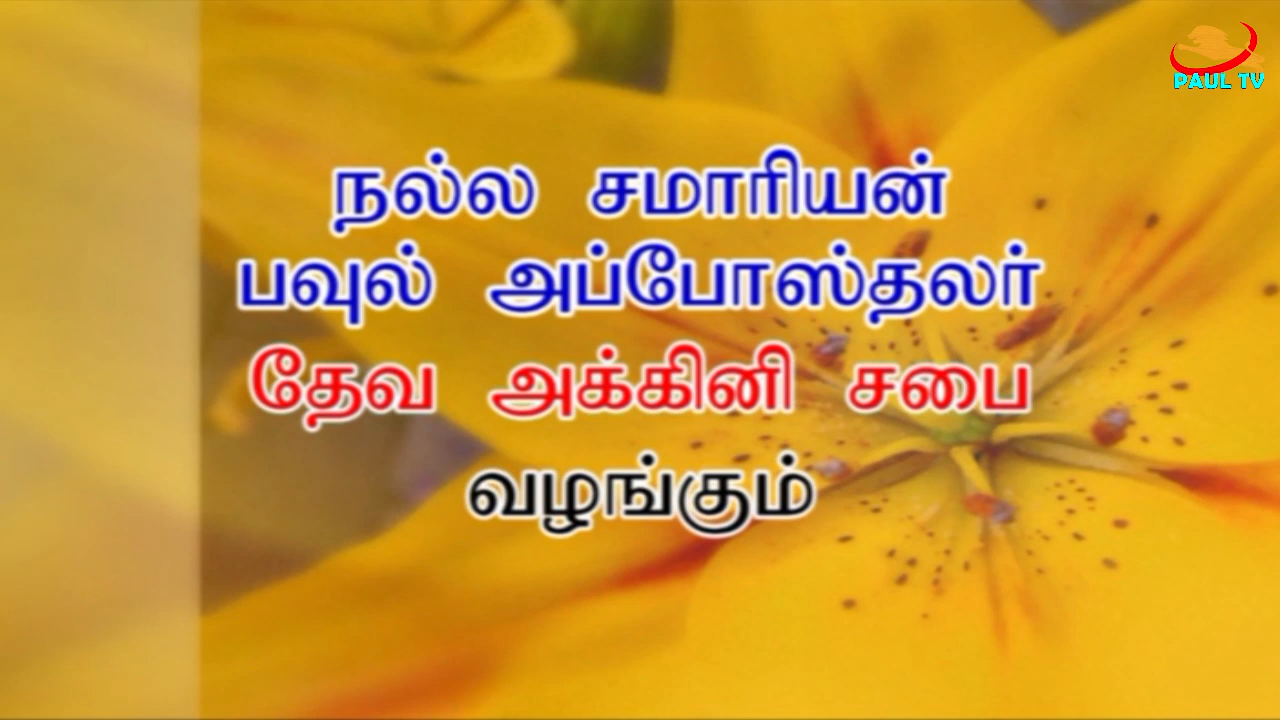 PAUL TV
நல்ல சமாரியன்
பவுல் அப்போஸ்தலர்
தேவ அக்கினி சபை
வழங்கும்